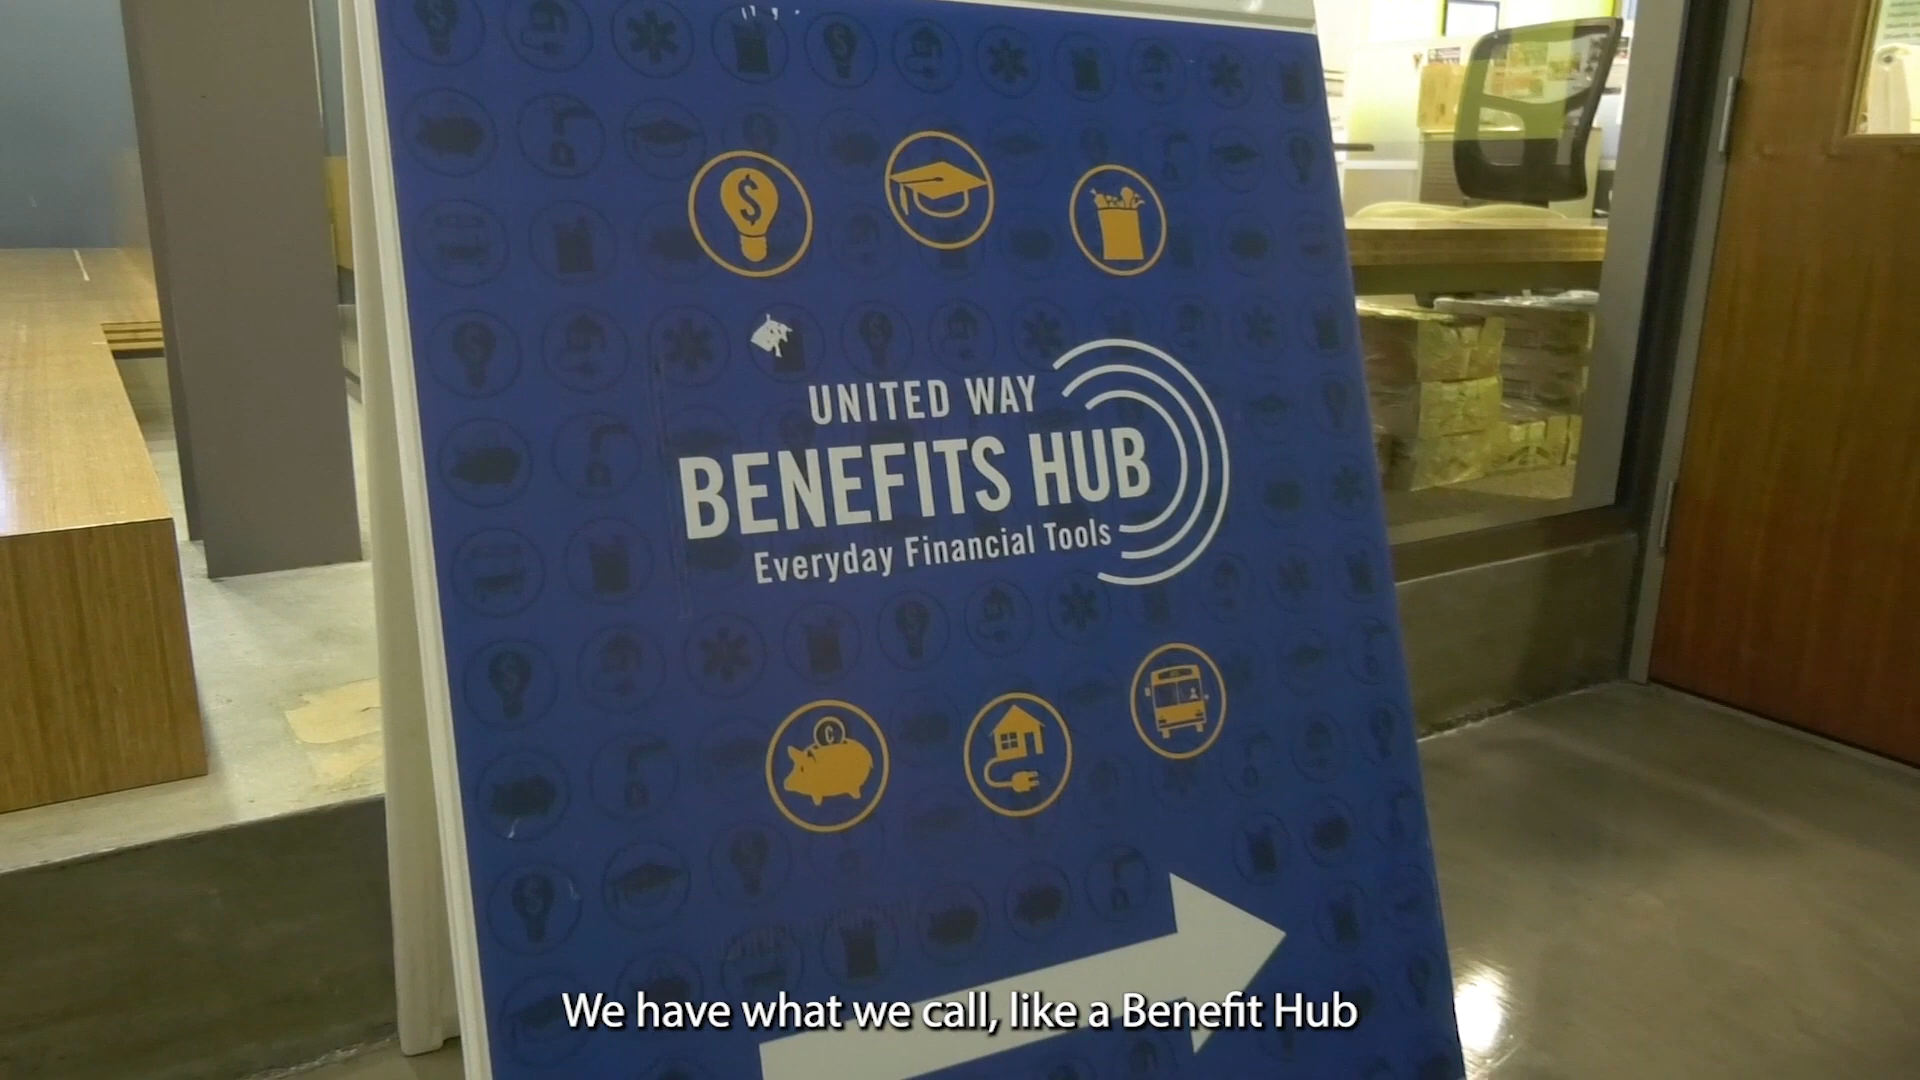 UNITED WAY
BENEFITS HUB
Everyday Financial Tools
We have what we call, like a Benefit Hub